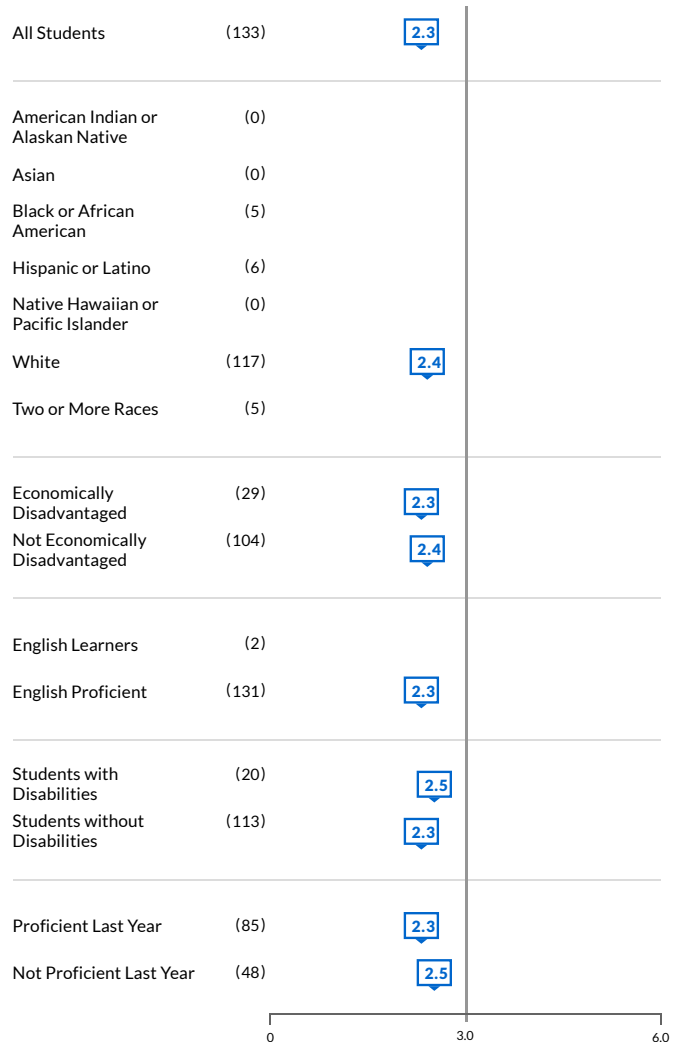 All Students (133) 2.3
American Indian or (0)
Alaskan Native
Asian (0)
Black or African (5)
American
Hispanic or Latino (6)
Native Hawaiian or (0)
Pacific Islander
White (117) 2.4
Two or More Races (5)
Economically (29) 2.3
Disadvantaged
Not Economically (104) 2.4
Disadvantaged
English Learners (2)
English Proficient (131) 2.3
Students with (20) 2.5
Disabilities
Students without (113) 2.3
Disabilities
Proficient Last Year (85) 2.3
Not Proficient Last Year (48) 2.5
0 3.0 6.0